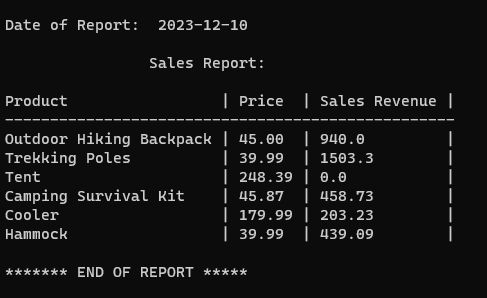 Date of Report:  2023-12-10
                Sales Report:
Product                 | Price  | Sales Revenue |
--------------------------------------------------
Outdoor Hiking Backpack | 45.00  | 940.0         |
Trekking Poles          | 39.99  | 1503.3        |
Tent                    | 248.39 | 0.0           |
Camping Survival Kit    | 45.87  | 458.73        |
Cooler                  | 179.99 | 203.23        |
Hammock                 | 39.99  | 439.09        |
******* END OF REPORT *****